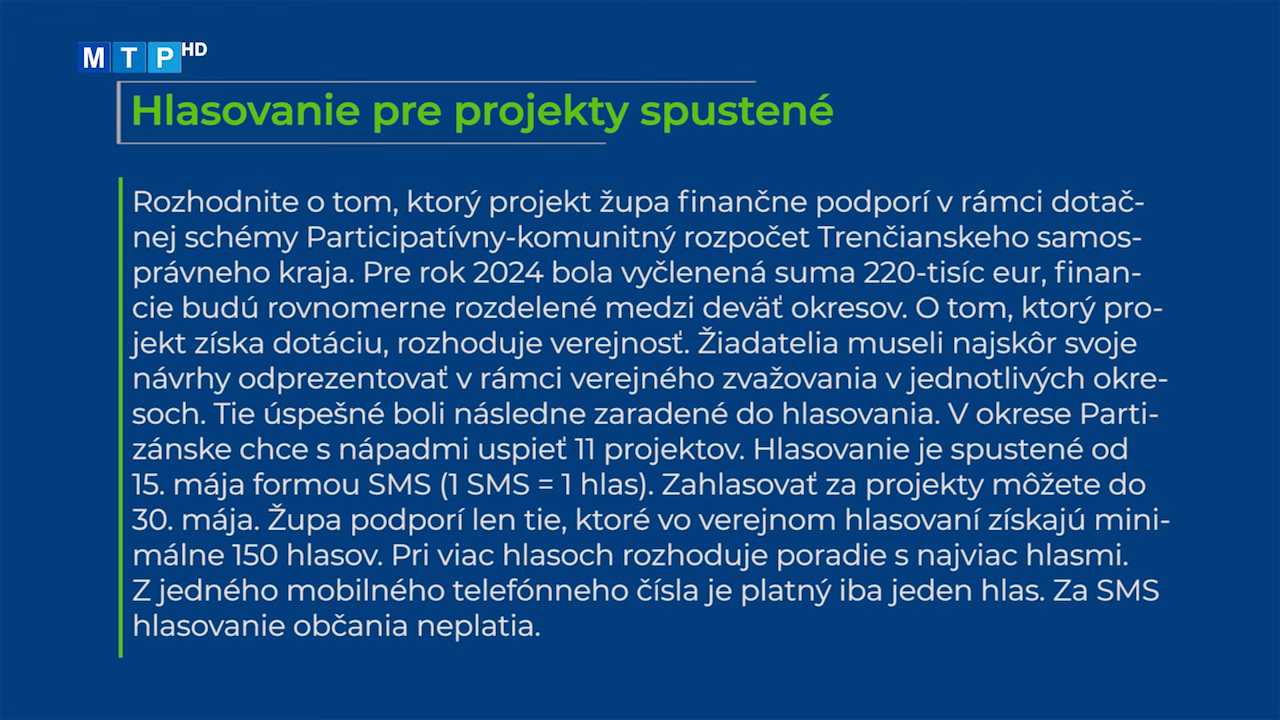 MTP HD
Hlasovanie pre projekty spustené
Rozhodnite o tom, ktorý projekt župa finančne podporí v rámci dotač-
nej schémy Participatívny-komunitný rozpočet Trenčianskeho samos-
právneho kraja. Pre rok 2024 bola vyčlenená suma 220-tisíc eur, finan-
cie budú rovnomerne rozdelené medzi deväť okresov. O tom, ktorý pro-
jekt získa dotáciu, rozhoduje verejnosť. Žiadatelia museli najskôr svoje
návrhy odprezentovať v rámci verejného zvažovania v jednotlivých okre-
soch. Tie úspešné boli následne zaradené do hlasovania. V okrese Parti-
zánske chce s nápadmi uspieť 11 projektov. Hlasovanie je spustené od
15. mája formou SMS (1 SMS = 1 hlas). Zahlasovať za projekty môžete do
30. mája. Župa podporí len tie, ktoré vo verejnom hlasovaní získajú mini-
málne 150 hlasov. Pri viac hlasoch rozhoduje poradie s najviac hlasmi.
Z jedného mobilného telefónneho čísla je platný iba jeden hlas. Za SMS
hlasovanie občania neplatia.